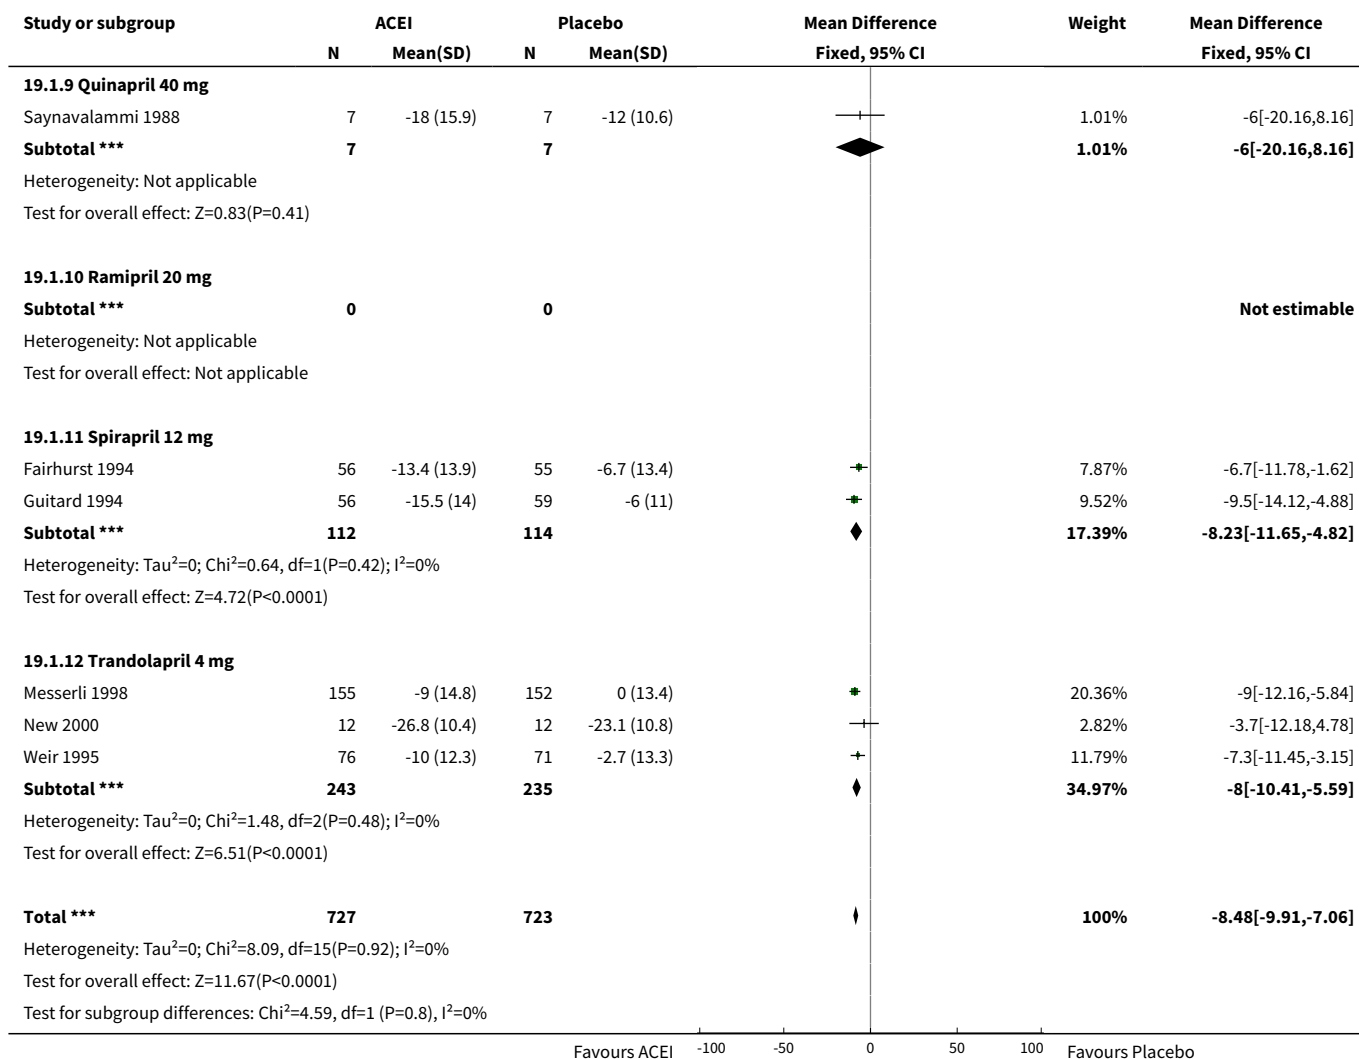 Study or subgroup ACEI Placebo Mean Difference Weight Mean Difference
N Mean(SD) N Mean(SD) Fixed, 95% CI Fixed, 95% CI
19.1.9 Quinapril 40 mg
Saynavalammi 1988 7 -18 (15.9) 7 -12 (10.6) 1.01% -6[-20.16,8.16]
Subtotal *** 7 7 1.01% -6[-20.16,8.16]
Heterogeneity: Not applicable
Test for overall effect: Z=0.83(P=0.41)
19.1.10 Ramipril 20 mg
Subtotal *** 0 0 Not estimable
Heterogeneity: Not applicable
Test for overall effect: Not applicable
19.1.11 Spirapril 12 mg
Fairhurst 1994 56 -13.4 (13.9) 55 -6.7 (13.4) 7.87% -6.7[-11.78,-1.62]
Guitard 1994 56 -15.5 (14) 59 -6 (11) 9.52% -9.5[-14.12,-4.88]
Subtotal *** 112 114 17.39% -8.23[-11.65,-4.82]
Heterogeneity: Tau²=0; Chi²=0.64, df=1(P=0.42); I²=0%
Test for overall effect: Z=4.72(P<0.0001)
19.1.12 Trandolapril 4 mg
Messerli 1998 155 -9 (14.8) 152 0 (13.4) 20.36% -9[-12.16,-5.84]
New 2000 12 -26.8 (10.4) 12 -23.1 (10.8) 2.82% -3.7[-12.18,4.78]
Weir 1995 76 -10 (12.3) 71 -2.7 (13.3) 11.79% -7.3[-11.45,-3.15]
Subtotal *** 243 235 34.97% -8[-10.41,-5.59]
Heterogeneity: Tau²=0; Chi²=1.48, df=2(P=0.48); I²=0%
Test for overall effect: Z=6.51(P<0.0001)
Total *** 727 723 100% -8.48[-9.91,-7.06]
Heterogeneity: Tau²=0; Chi²=8.09, df=15(P=0.92); I²=0%
Test for overall effect: Z=11.67(P<0.0001)
Test for subgroup differences: Chi²=4.59, df=1 (P=0.8), I²=0%
Favours ACEI -100 -50 0 50 100 Favours Placebo